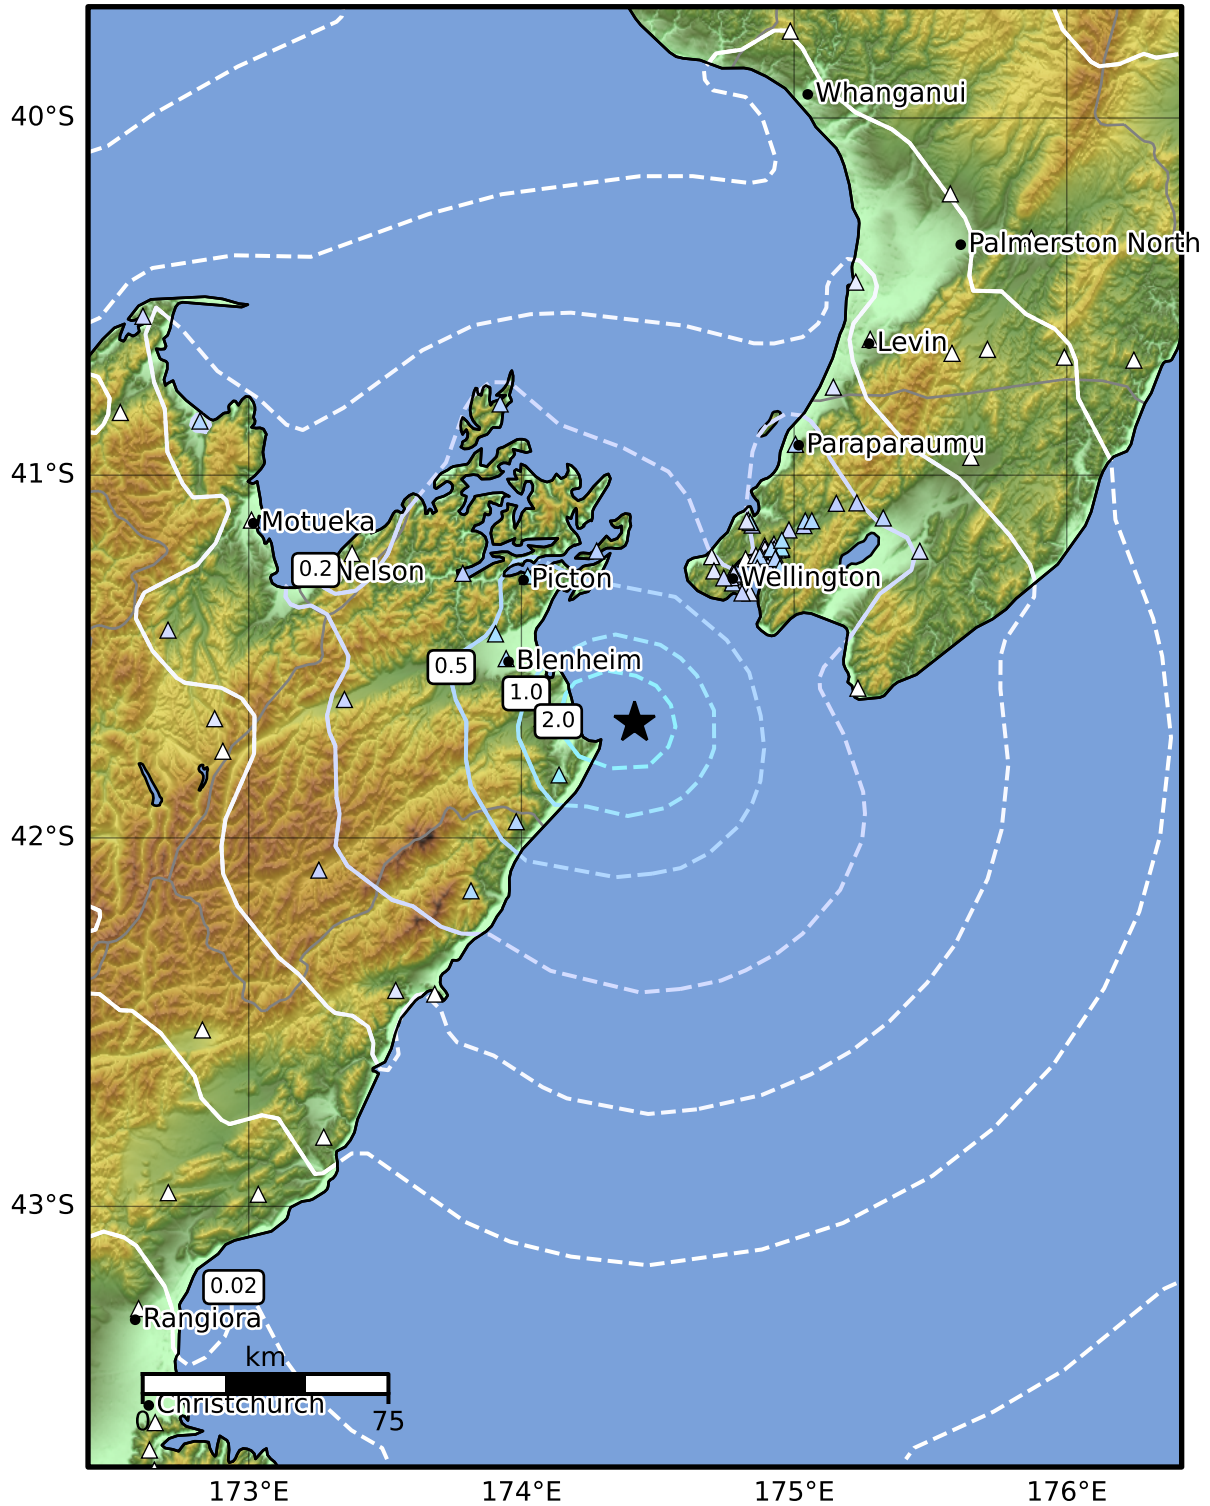 40°S
Whanganui
Palmerston North
Levin
Paraparaumu
41°S
Motueka
0.2
Nelson
Picton
Wellington
0.5
Blenheim
1.0
2.0
42°S
43°S
0.02
Rangiora
km
Christchurch
0
75
173°E
174°E
175°E
176°E